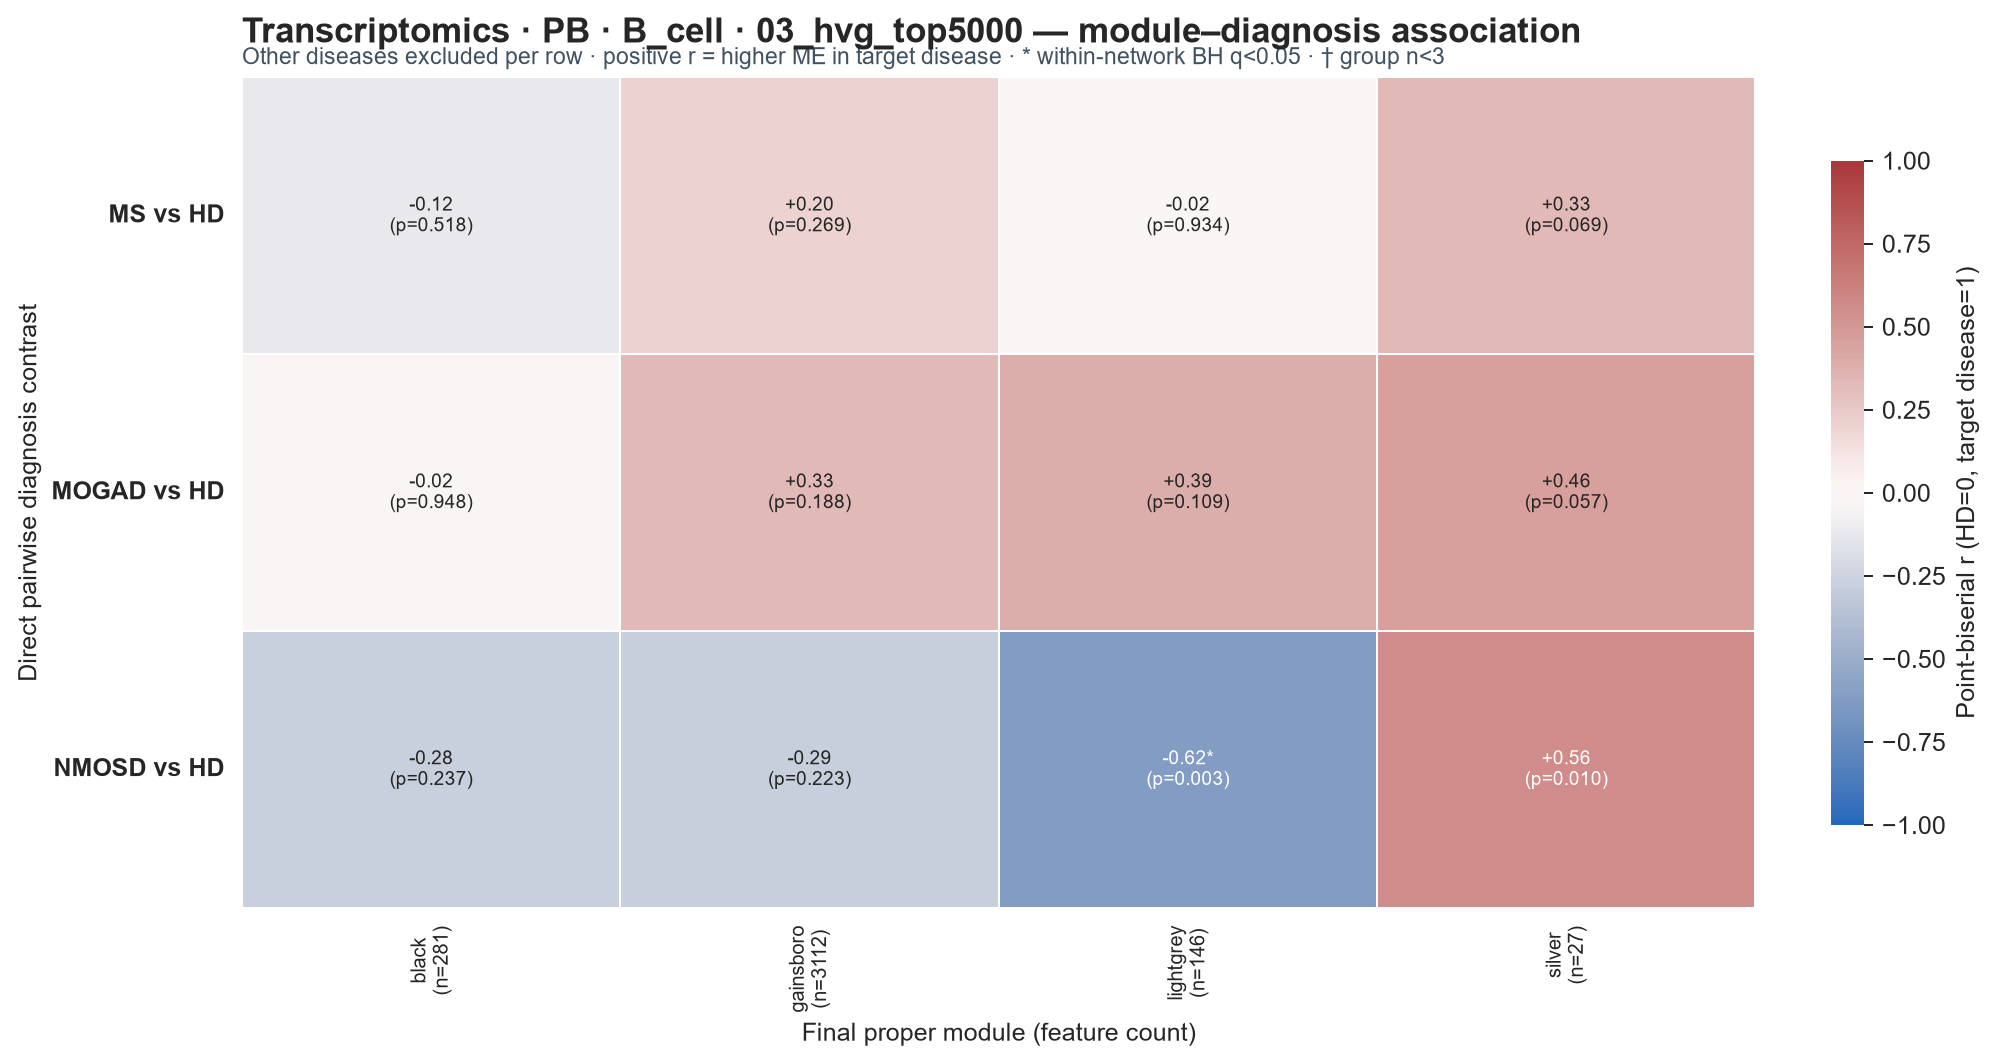 Transcriptomics · PB · B_cell · 03_hvg_top5000 — module–diagnosis association
Other diseases excluded per row · positive r = higher ME in target disease · * within-network BH q<0.05 · † group n<3
Direct pairwise diagnosis contrast
MS vs HD
-0.12
(p=0.518)
+0.20
(p=0.269)
-0.02
(p=0.934)
+0.33
(p=0.069)
MOGAD vs HD
-0.02
(p=0.948)
+0.33
(p=0.188)
+0.39
(p=0.109)
+0.46
(p=0.057)
NMOSD vs HD
-0.28
(p=0.237)
-0.29
(p=0.223)
-0.62*
(p=0.003)
+0.56
(p=0.010)
black
(n=281)
gainsboro
(n=3112)
lightgrey
(n=146)
silver
(n=27)
Final proper module (feature count)
1.00
0.75
0.50
0.25
0.00
−0.25
−0.50
−0.75
−1.00
Point-biserial r (HD=0, target disease=1)